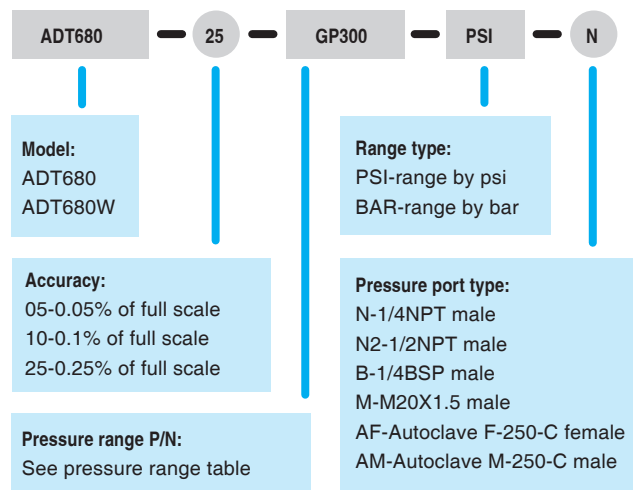 ADT680 25 GP300 PSI N
Model:
ADT680
ADT680W
Range type:
PSI-range by psi
BAR-range by bar
Accuracy:
05-0.05% of full scale
10-0.1% of full scale
25-0.25% of full scale
Pressure port type:
N-1/4NPT male
N2-1/2NPT male
B-1/4BSP male
M-M20X1.5 male
AF-Autoclave F-250-C female
AM-Autoclave M-250-C male
Pressure range P/N:
See pressure range table